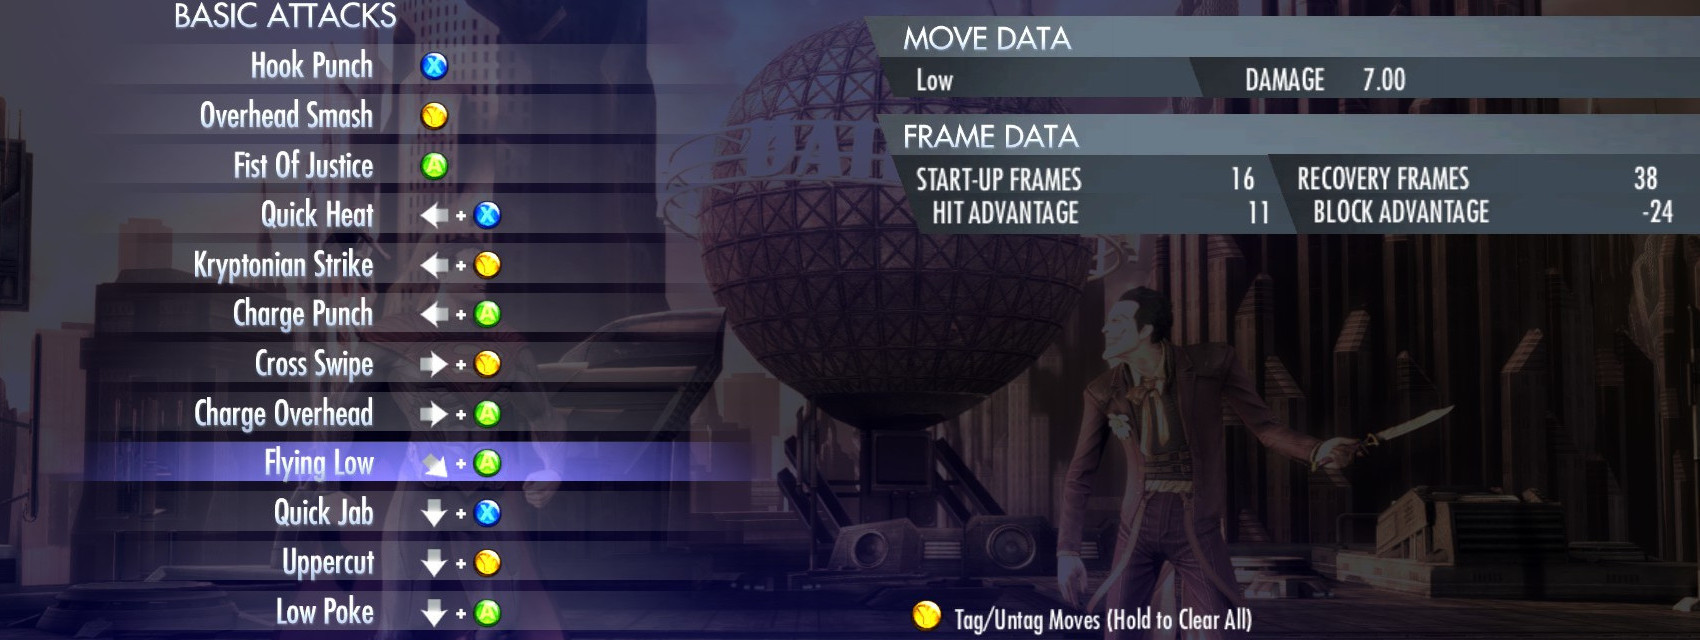 BASIC ATTACKS
Hook Punch X
Overhead Smash Y
Fist Of Justice A
Quick Heat + X
Kryptonian Strike + Y
Charge Punch + A
Cross Swipe + Y
Charge Overhead + A
Flying Low + A
Quick Jab + X
Uppercut + Y
Low Poke + A
MOVE DATA
Low DAMAGE 7.00
FRAME DATA
START-UP FRAMES 16 RECOVERY FRAMES 38
HIT ADVANTAGE 11 BLOCK ADVANTAGE -24
Y Tag/Untag Moves (Hold to Clear All)